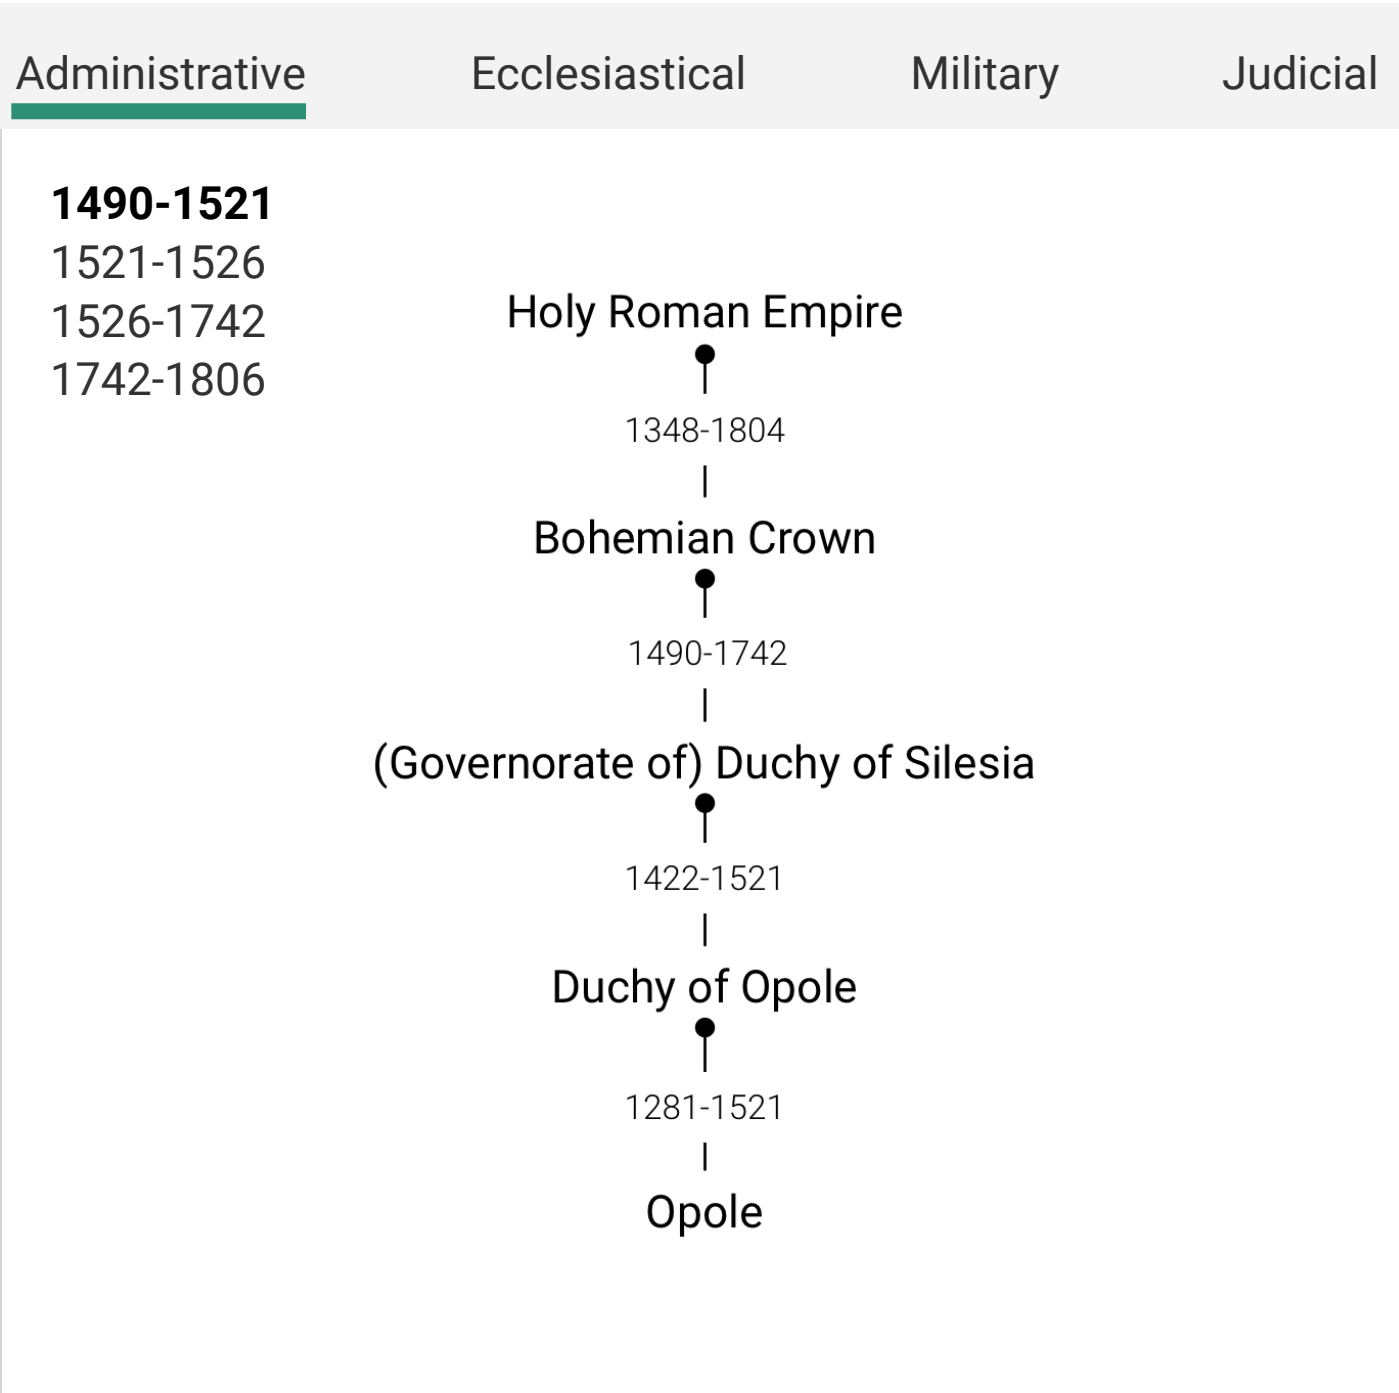 Administrative Ecclesiastical Military Judicial
1490-1521
1521-1526
1526-1742
1742-1806
Holy Roman Empire
1348-1804
Bohemian Crown
1490-1742
(Governorate of) Duchy of Silesia
1422-1521
Duchy of Opole
1281-1521
Opole